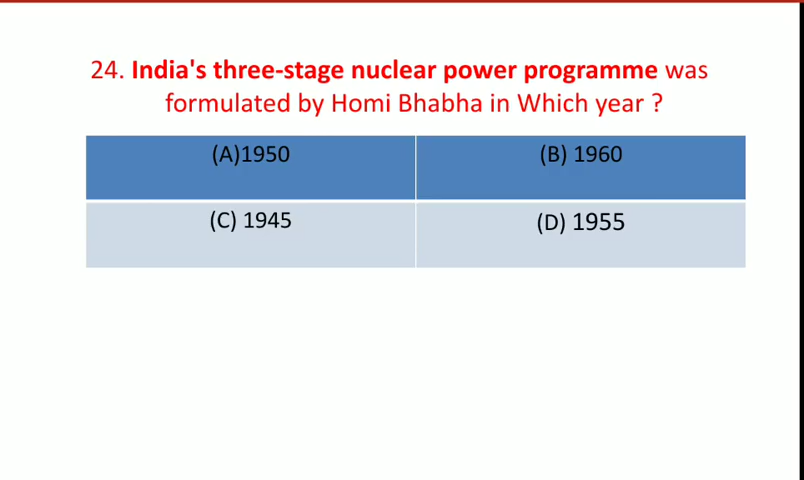 24. India's three-stage nuclear power programme was
formulated by Homi Bhabha in Which year ?
(A)1950
(B) 1960
(C) 1945
(D) 1955